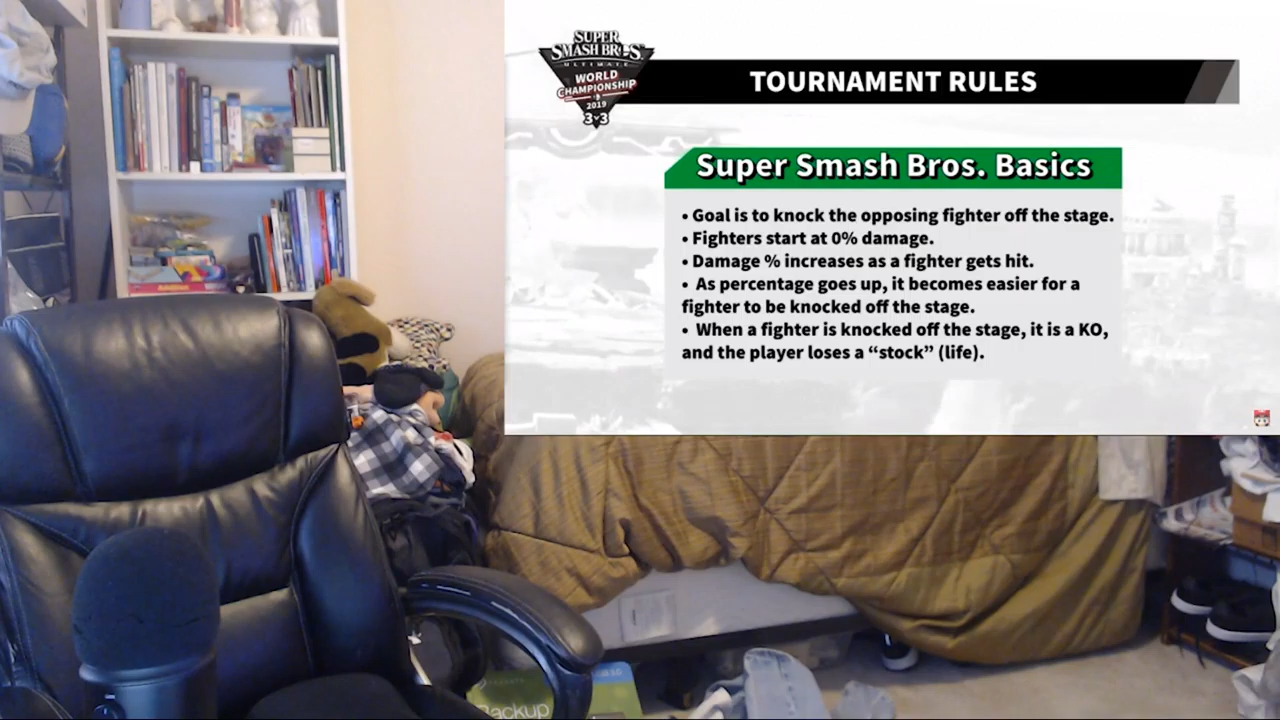 SUPER
SMASH BROS.
ULTIMATE
WORLD
CHAMPIONSHIP
2019
3v3
TOURNAMENT RULES
Super Smash Bros. Basics
• Goal is to knock the opposing fighter off the stage.
• Fighters start at 0% damage.
• Damage % increases as a fighter gets hit.
• As percentage goes up, it becomes easier for a
fighter to be knocked off the stage.
• When a fighter is knocked off the stage, it is a KO,
and the player loses a “stock” (life).
Addition
Backup